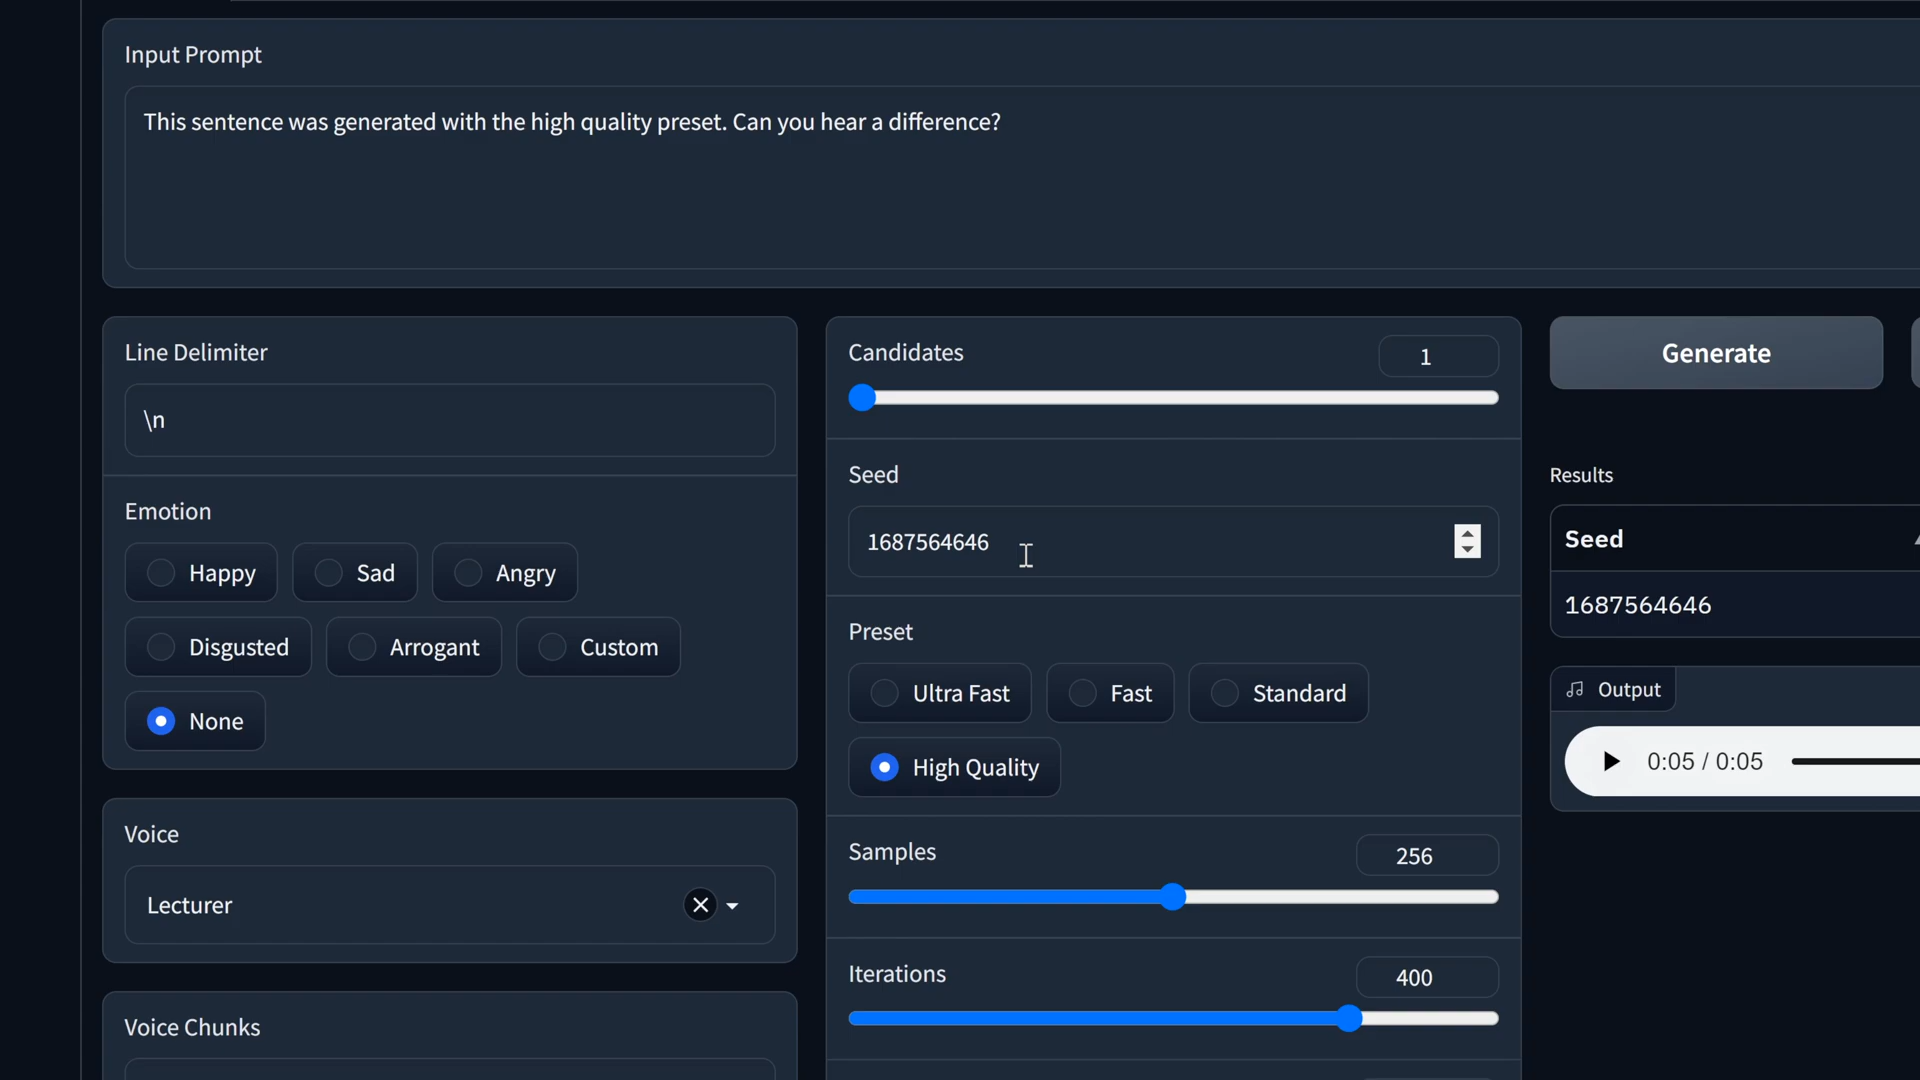 Input Prompt
This sentence was generated with the high quality preset. Can you hear a difference?
Line Delimiter
\n
Emotion
Happy
Sad
Angry
Disgusted
Arrogant
Custom
None
Voice
Lecturer
Voice Chunks
Candidates
1
Seed
1687564646
Preset
Ultra Fast
Fast
Standard
High Quality
Samples
256
Iterations
400
Generate
Results
Seed
1687564646
Output
0:05 / 0:05